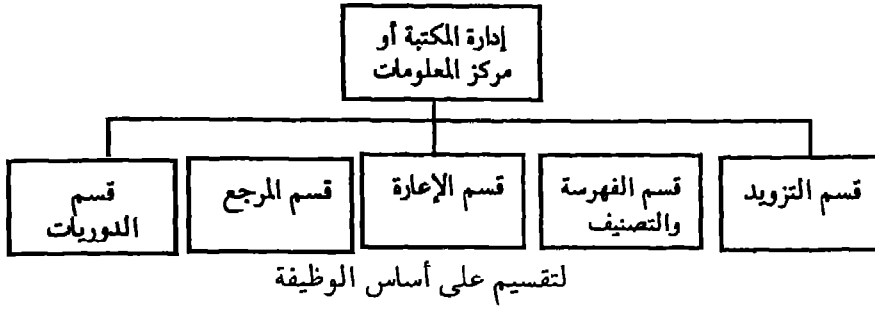 إدارة المكتبة أو
مركز المعلومات
قسم التزويد
قسم الفهرسة
والتصنيف
قسم الإعارة
قسم المرجع
قسم
الدوريات
لتقسيم على أساس الوظيفة